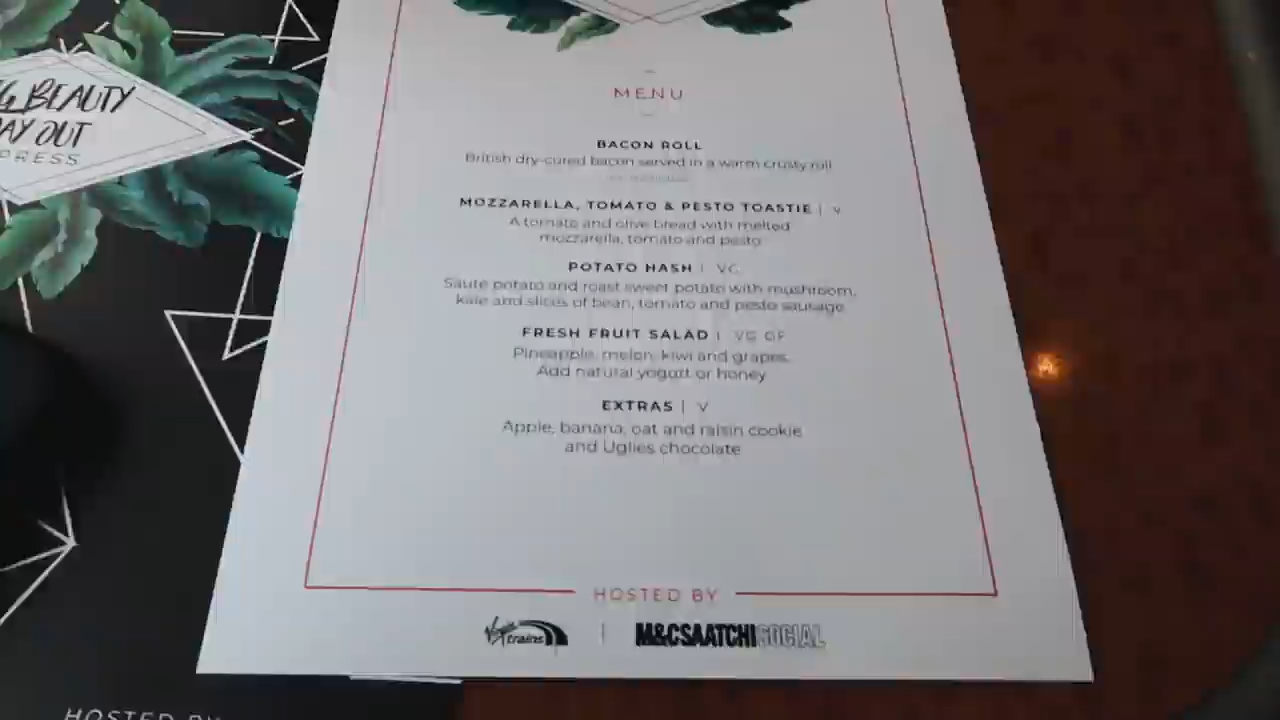 G BEAUTY
AY OUT
PRESS
MENU
BACON ROLL
British dry-cured bacon served in a warm crusty roll
MOZZARELLA, TOMATO & PESTO TOASTIE | V
A tomato and olive bread with melted
mozzarella, tomato and pesto
POTATO HASH | VG
Saute potato and roast sweet potato with mushroom,
kale and slices of bean, tomato and pesto sausage
FRESH FRUIT SALAD | VG GF
Pineapple, melon, kiwi and grapes.
Add natural yogurt or honey
EXTRAS | V
Apple, banana, oat and raisin cookie
and Uglies chocolate
HOSTED BY
Virgin trains | M&CSAATCHISOCIAL
HOSTED BY